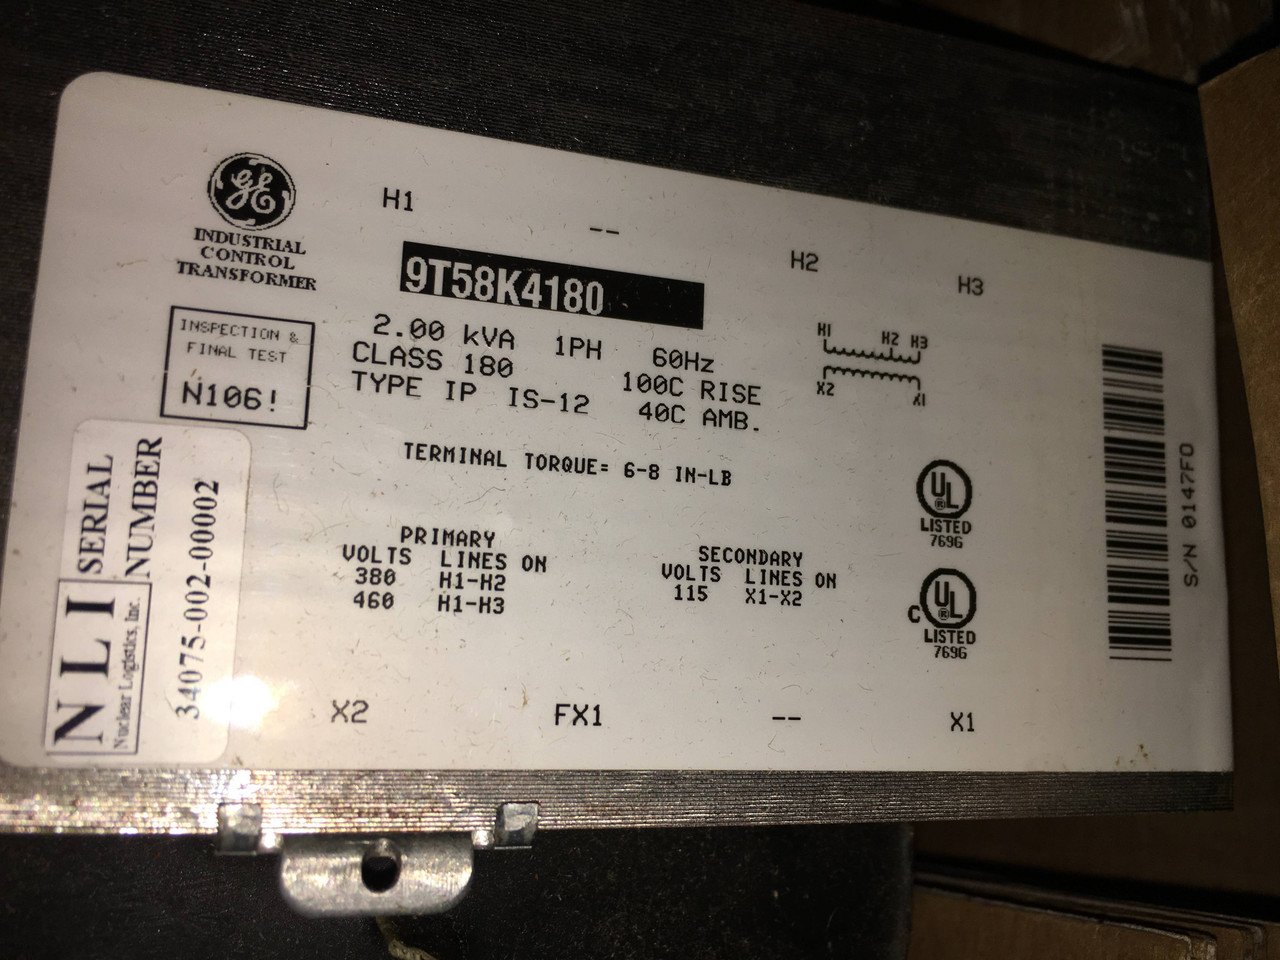 GE
INDUSTRIAL
CONTROL
TRANSFORMER
H1
--
H2
H3
9T58K4180
INSPECTION &
FINAL TEST
N106!
2.00 kVA 1PH 60Hz
CLASS 180 100C RISE
TYPE IP IS-12 40C AMB.
H1 H2 H3
X2 X1
TERMINAL TORQUE= 6-8 IN-LB
PRIMARY
VOLTS LINES ON
380 H1-H2
460 H1-H3
SECONDARY
VOLTS LINES ON
115 X1-X2
UL
LISTED
769G
C UL
LISTED
769G
S/N 0147FO
NLI
Nuclear Logistics, Inc.
SERIAL
NUMBER
34075-002-00002
X2
FX1
--
X1